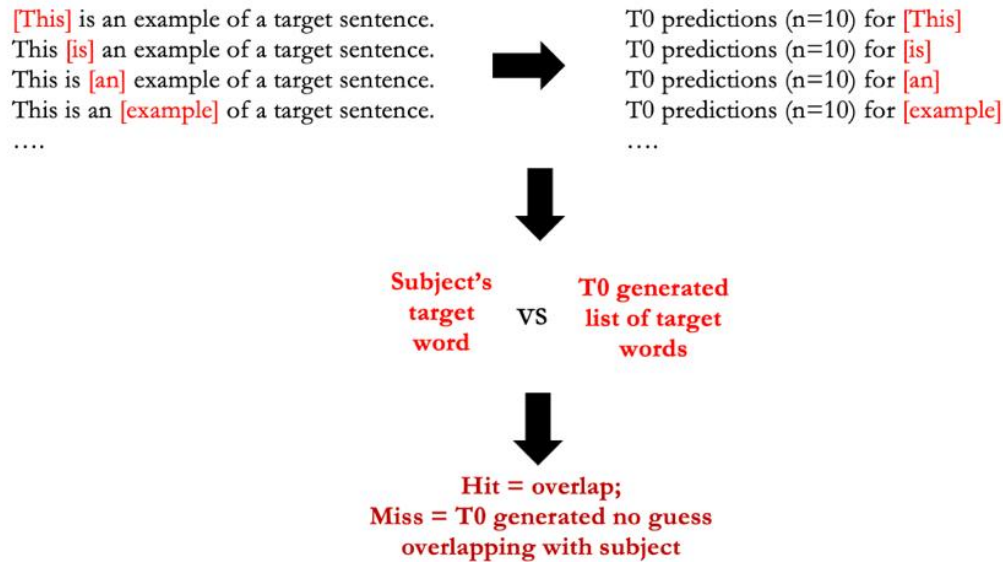 [This] is an example of a target sentence.
This [is] an example of a target sentence.
This is [an] example of a target sentence.
This is an [example] of a target sentence.
....
T0 predictions (n=10) for [This]
T0 predictions (n=10) for [is]
T0 predictions (n=10) for [an]
T0 predictions (n=10) for [example]
....
Subject's
target
word
vs
T0 generated
list of target
words
Hit = overlap;
Miss = T0 generated no guess
overlapping with subject